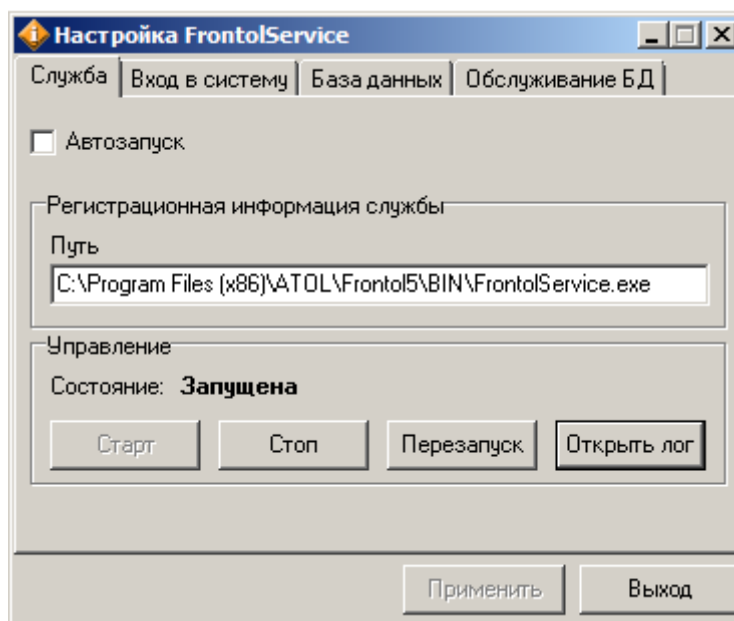 Настройка FrontolService
Служба Вход в систему База данных Обслуживание БД
Автозапуск
Регистрационная информация службы
Путь
C:\Program Files (x86)\ATOL\Frontol5\BIN\FrontolService.exe
Управление
Состояние: Запущена
Старт Стоп Перезапуск Открыть лог
Применить Выход